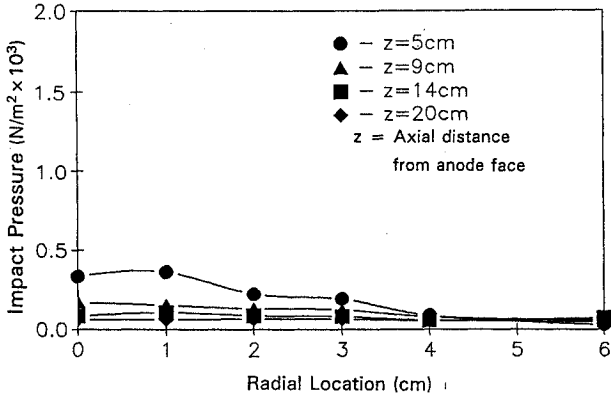 2.0
1.5
1.0
0.5
0.0
Impact Pressure (N/m² ×10³)
– z=5cm
– z=9cm
– z=14cm
– z=20cm
z = Axial distance
from anode face
0 1 2 3 4 5 6
Radial Location (cm)